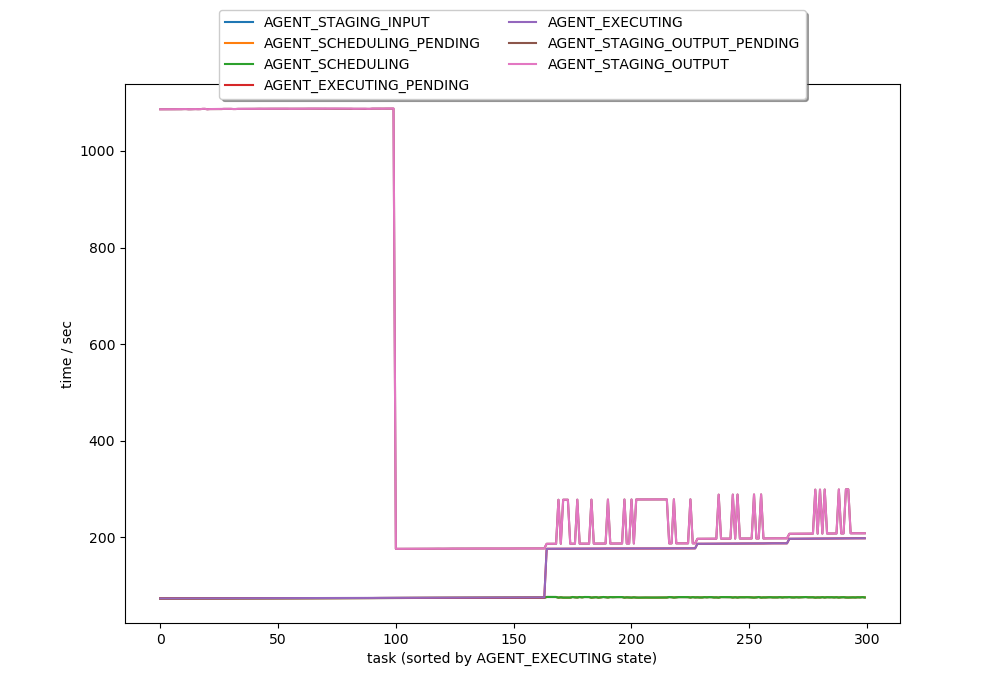 AGENT_STAGING_INPUT
AGENT_SCHEDULING_PENDING
AGENT_SCHEDULING
AGENT_EXECUTING_PENDING
AGENT_EXECUTING
AGENT_STAGING_OUTPUT_PENDING
AGENT_STAGING_OUTPUT
1000
800
600
400
200
time / sec
0 50 100 150 200 250 300
task (sorted by AGENT_EXECUTING state)